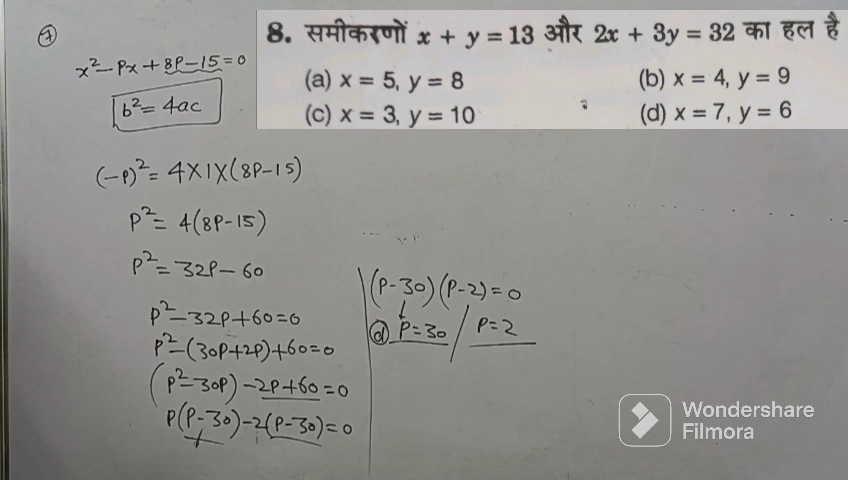 8. समीकरणों x + y = 13 और 2x + 3y = 32 का हल है
(a) x = 5, y = 8
(b) x = 4, y = 9
(c) x = 3, y = 10
(d) x = 7, y = 6
7
x²-Px+8P-15=0
b²= 4ac
(-P)²= 4X1X(8P-15)
P²= 4(8P-15)
P²=32P-60
P²-32P+60=0
P²-(30P+2P)+60=0
(P²-30P)-2P+60=0
P(P-30)-2(P-30)=0
(P-30)(P-2)=0
(d) P=30 / P=2
Wondershare
Filmora